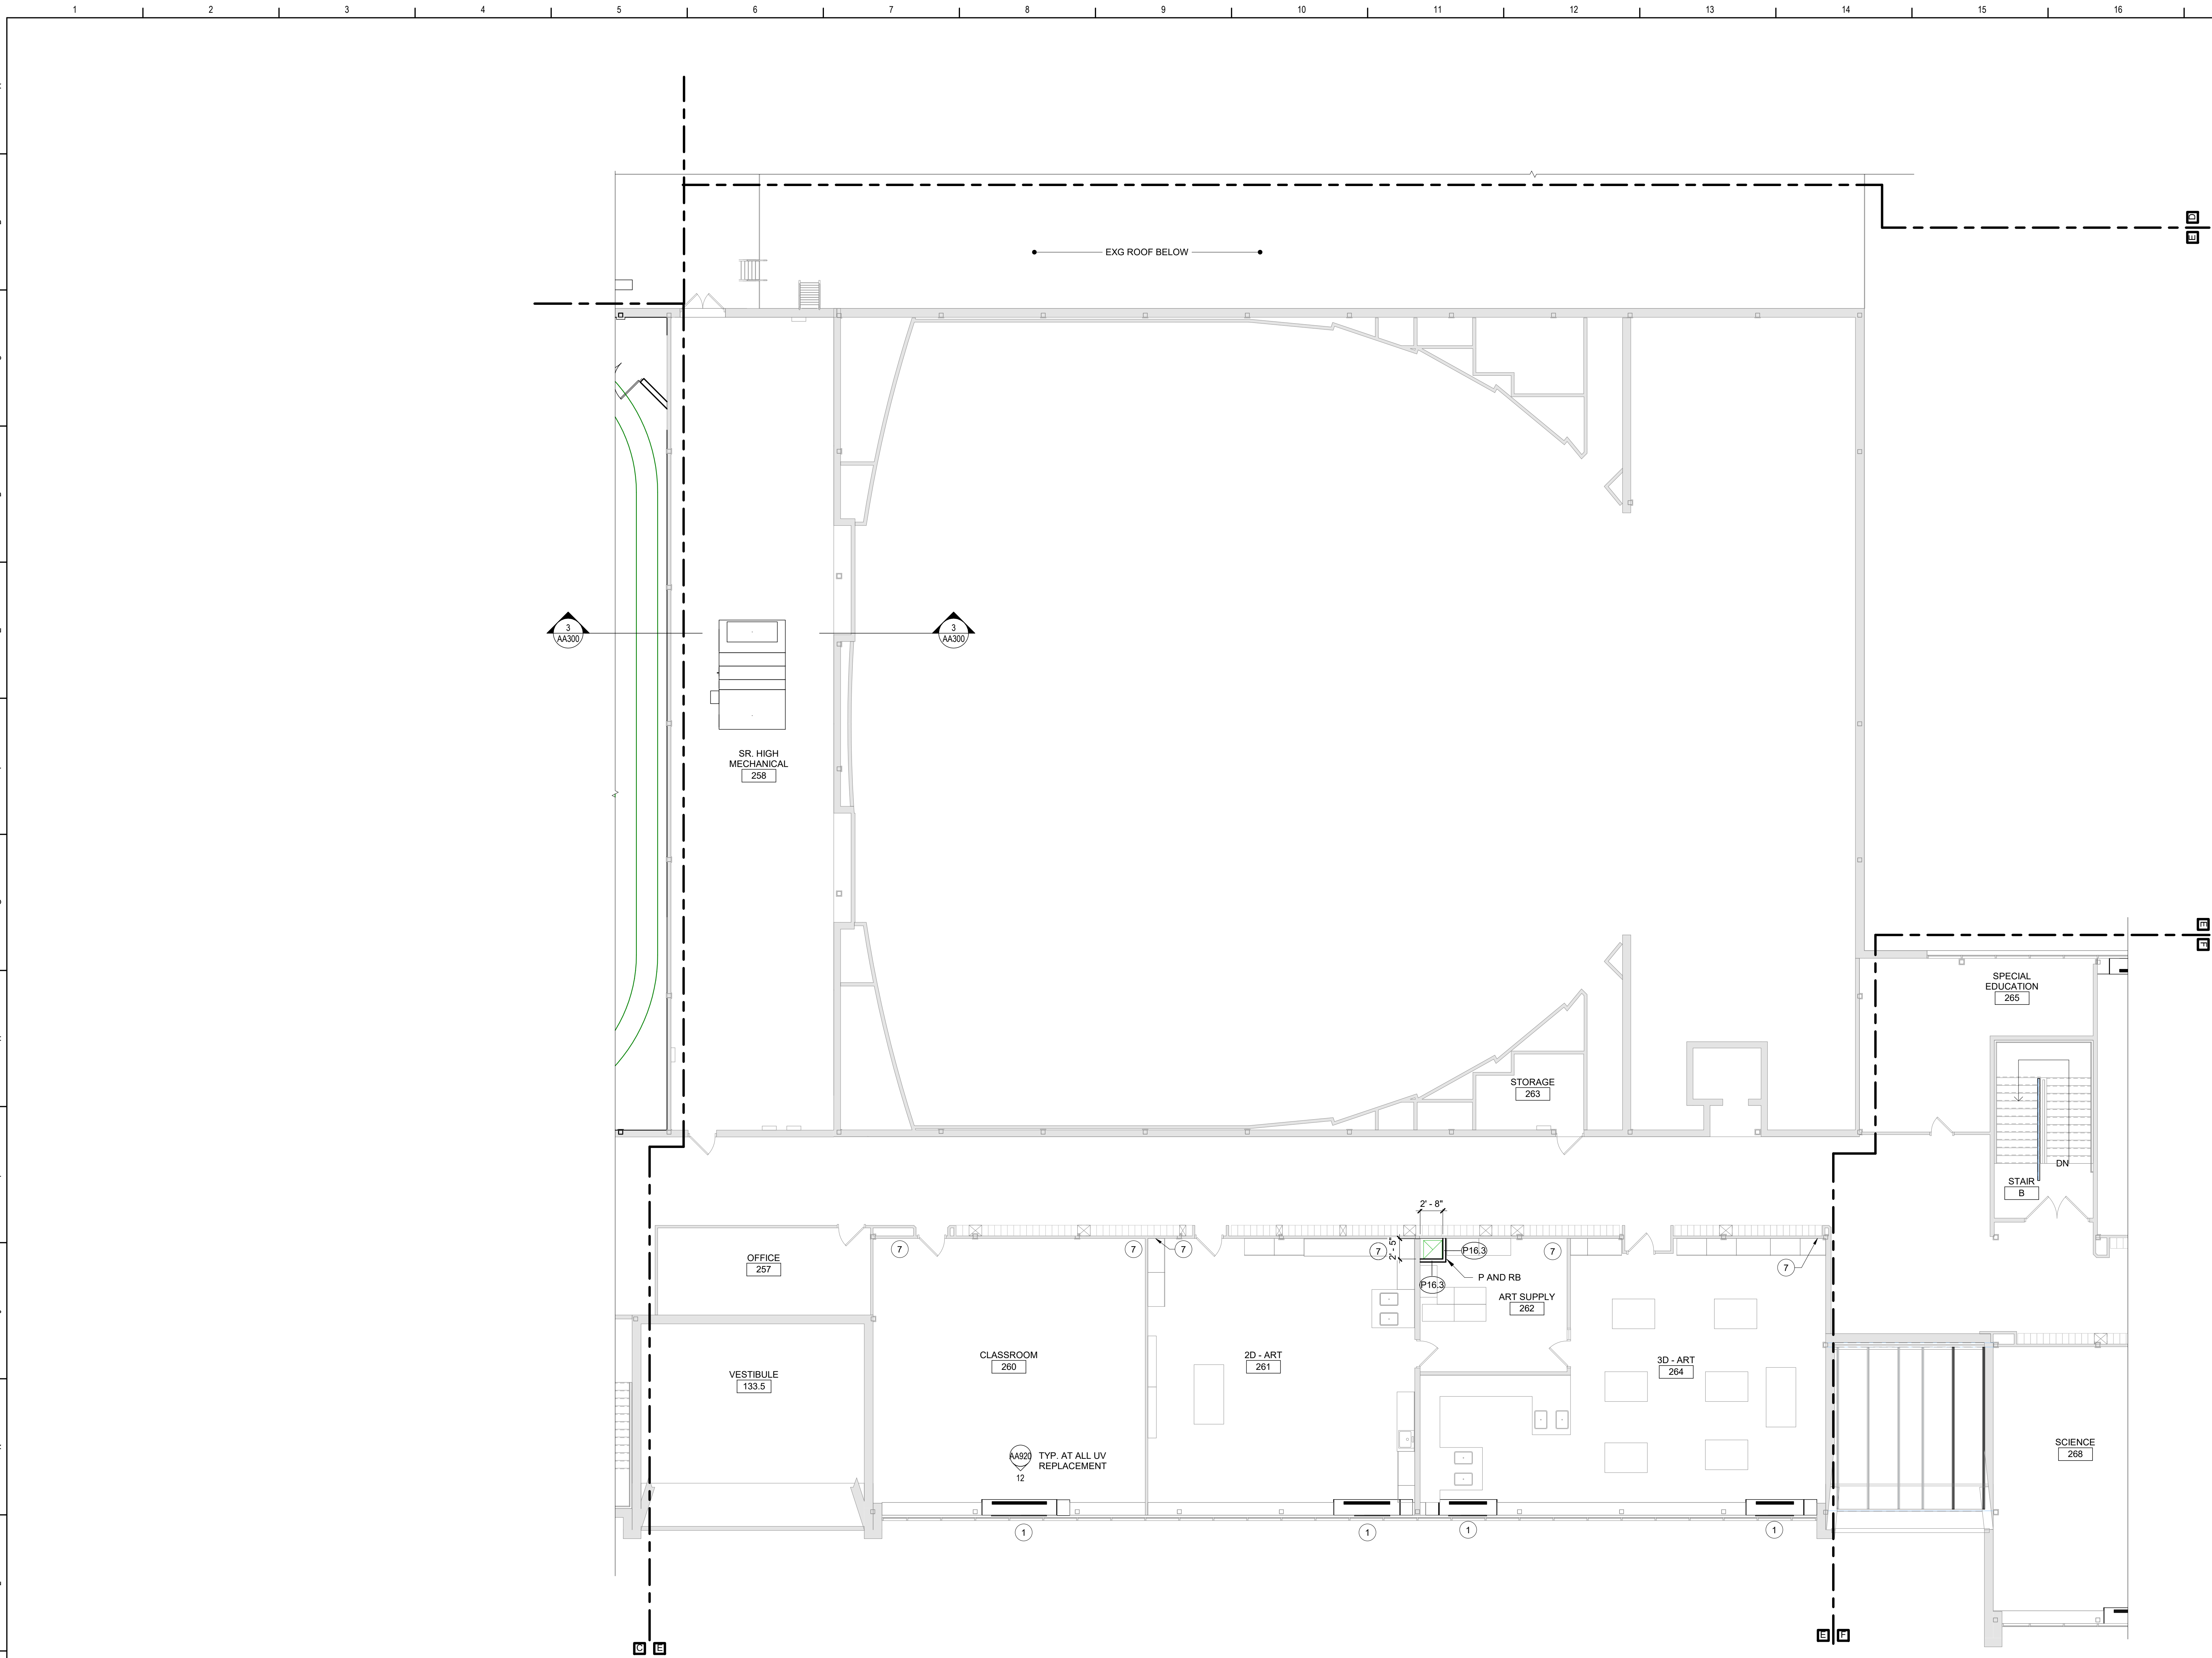 1 2 3 4 5 6 7 8 9 10 11 12 13 14 15 16
D
E
EXG ROOF BELOW
3
AA300
3
AA300
SR. HIGH
MECHANICAL
258
E
F
SPECIAL
EDUCATION
265
STORAGE
263
DN
STAIR
B
2' - 8"
2' - 5"
7
7
7
7
7
7
P16.3
P16.3
P AND RB
OFFICE
257
ART SUPPLY
262
VESTIBULE
133.5
CLASSROOM
260
2D - ART
261
3D - ART
264
AA920
12
TYP. AT ALL UV
REPLACEMENT
SCIENCE
268
1
1
1
1
C
E
E
F